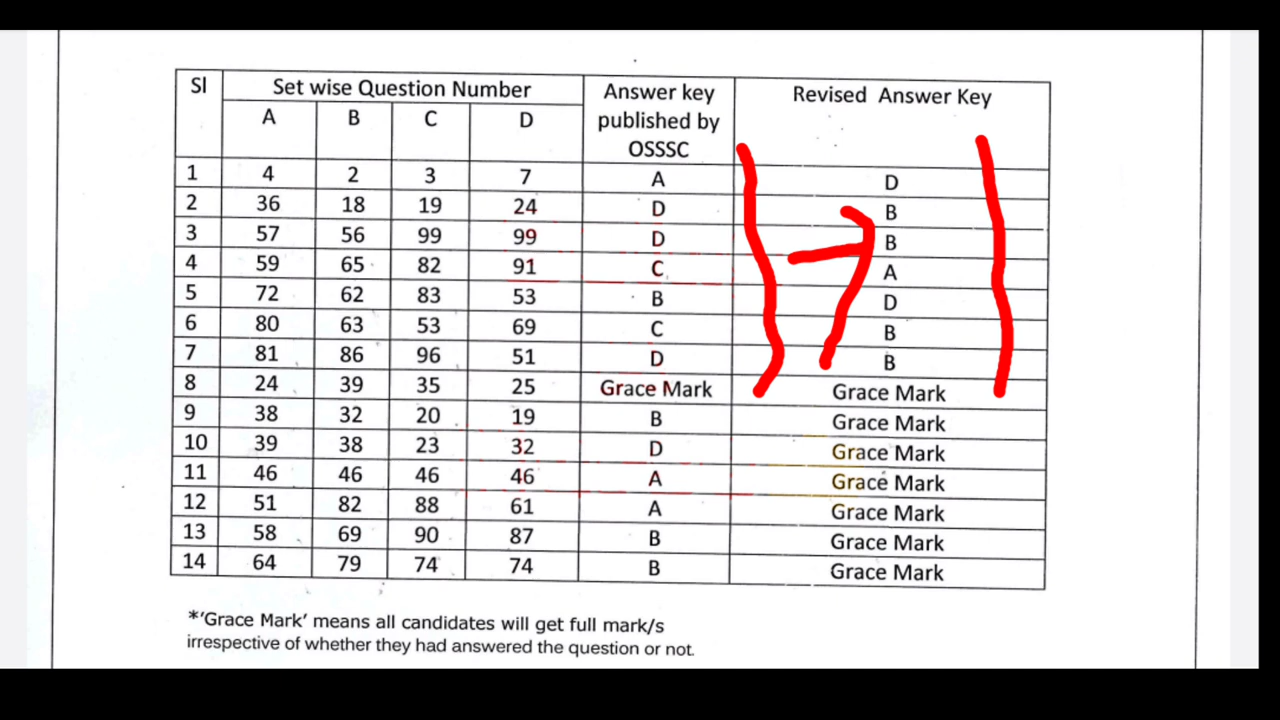 Sl Set wise Question Number Answer key published by OSSSC Revised Answer Key
A B C D
1 4 2 3 7 A D
2 36 18 19 24 D B
3 57 56 99 99 D B
4 59 65 82 91 C A
5 72 62 83 53 B D
6 80 63 53 69 C B
7 81 86 96 51 D B
8 24 39 35 25 Grace Mark Grace Mark
9 38 32 20 19 B Grace Mark
10 39 38 23 32 D Grace Mark
11 46 46 46 46 A Grace Mark
12 51 82 88 61 A Grace Mark
13 58 69 90 87 B Grace Mark
14 64 79 74 74 B Grace Mark
7
*'Grace Mark' means all candidates will get full mark/s
irrespective of whether they had answered the question or not.